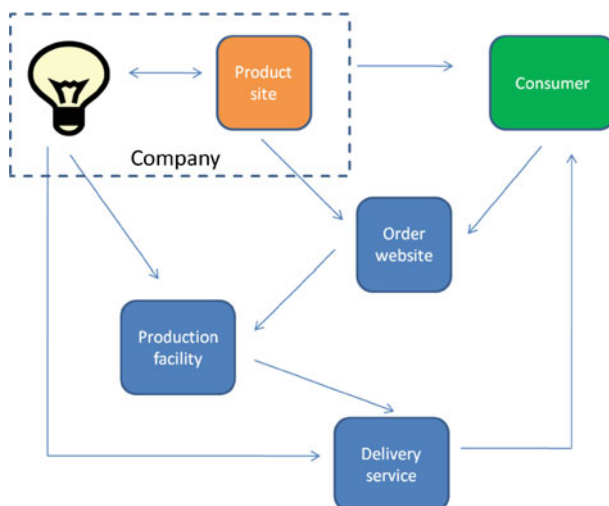 Product
site
Consumer
Company
Order
website
Production
facility
Delivery
service